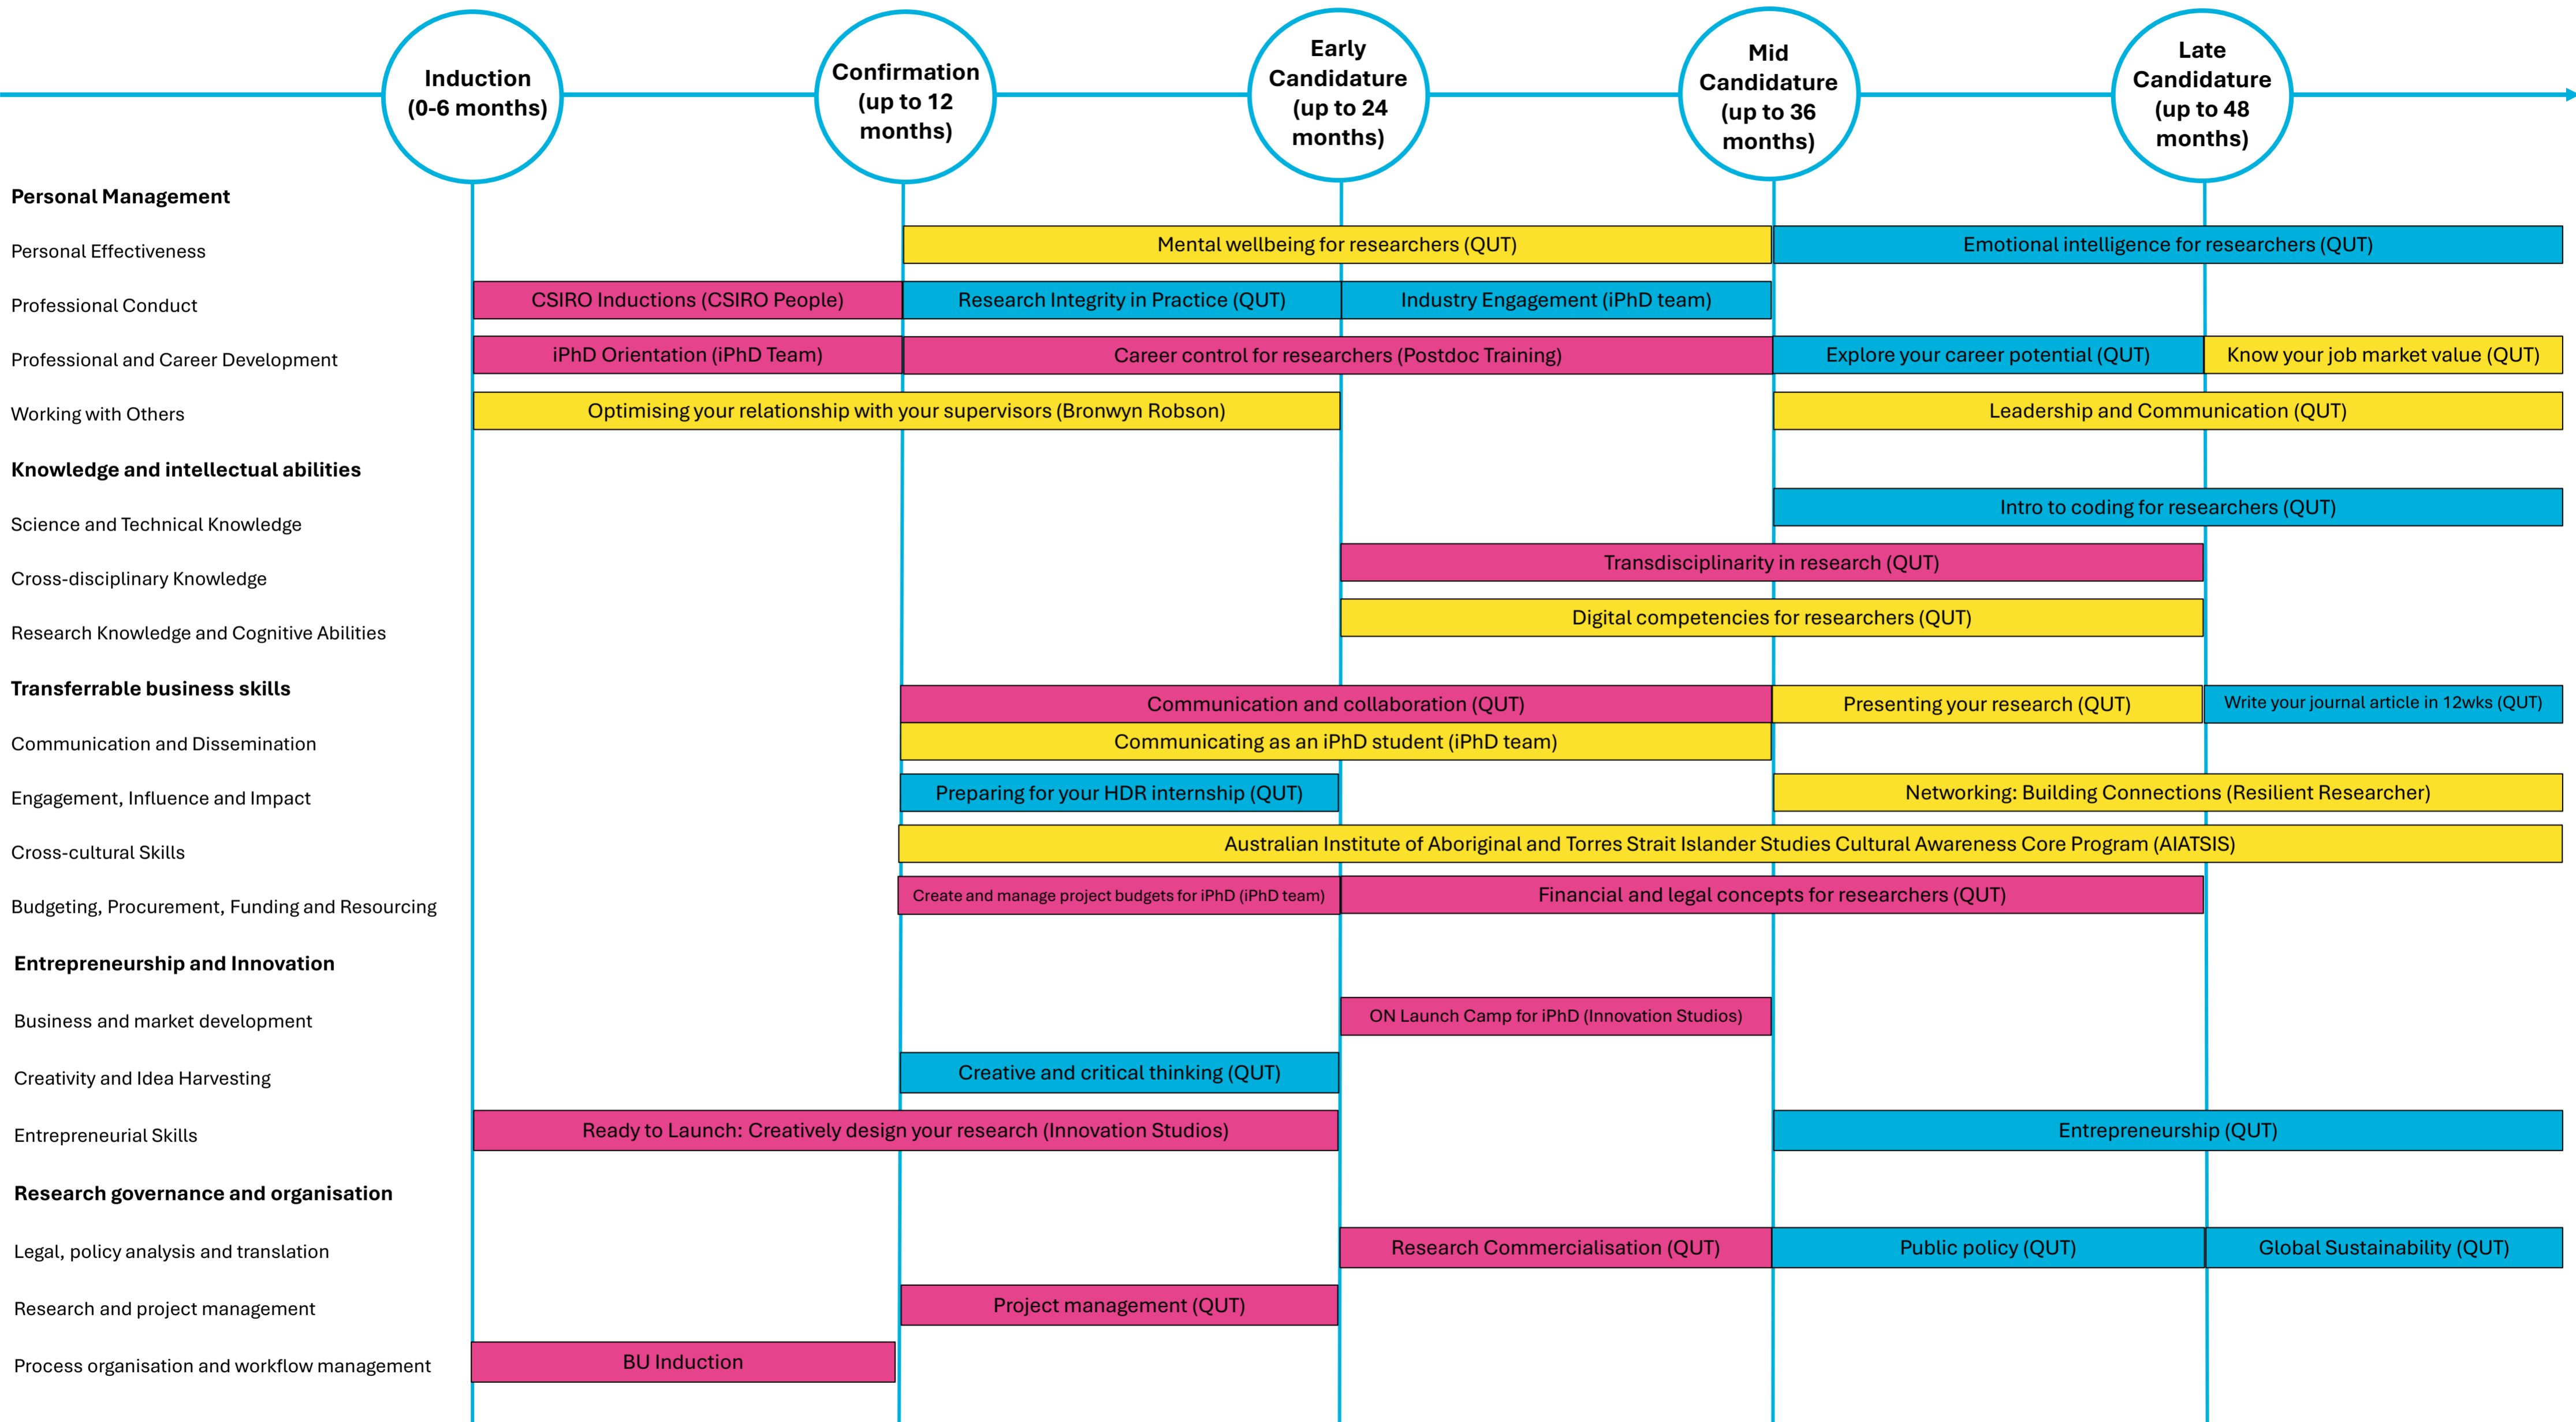 Induction
(0-6 months)
Confirmation
(up to 12
months)
Early
Candidature
(up to 24
months)
Mid
Candidature
(up to 36
months)
Late
Candidature
(up to 48
months)
Personal Management
Personal Effectiveness
Mental wellbeing for researchers (QUT)
Emotional intelligence for researchers (QUT)
Professional Conduct
CSIRO Inductions (CSIRO People)
Research Integrity in Practice (QUT)
Industry Engagement (iPhD team)
Professional and Career Development
iPhD Orientation (iPhD Team)
Career control for researchers (Postdoc Training)
Explore your career potential (QUT)
Know your job market value (QUT)
Working with Others
Optimising your relationship with your supervisors (Bronwyn Robson)
Leadership and Communication (QUT)
Knowledge and intellectual abilities
Science and Technical Knowledge
Intro to coding for researchers (QUT)
Cross-disciplinary Knowledge
Transdisciplinarity in research (QUT)
Research Knowledge and Cognitive Abilities
Digital competencies for researchers (QUT)
Transferrable business skills
Communication and collaboration (QUT)
Presenting your research (QUT)
Write your journal article in 12wks (QUT)
Communication and Dissemination
Communicating as an iPhD student (iPhD team)
Engagement, Influence and Impact
Preparing for your HDR internship (QUT)
Networking: Building Connections (Resilient Researcher)
Cross-cultural Skills
Australian Institute of Aboriginal and Torres Strait Islander Studies Cultural Awareness Core Program (AIATSIS)
Budgeting, Procurement, Funding and Resourcing
Create and manage project budgets for iPhD (iPhD team)
Financial and legal concepts for researchers (QUT)
Entrepreneurship and Innovation
Business and market development
ON Launch Camp for iPhD (Innovation Studios)
Creativity and Idea Harvesting
Creative and critical thinking (QUT)
Entrepreneurial Skills
Ready to Launch: Creatively design your research (Innovation Studios)
Entrepreneurship (QUT)
Research governance and organisation
Legal, policy analysis and translation
Research Commercialisation (QUT)
Public policy (QUT)
Global Sustainability (QUT)
Research and project management
Project management (QUT)
Process organisation and workflow management
BU Induction